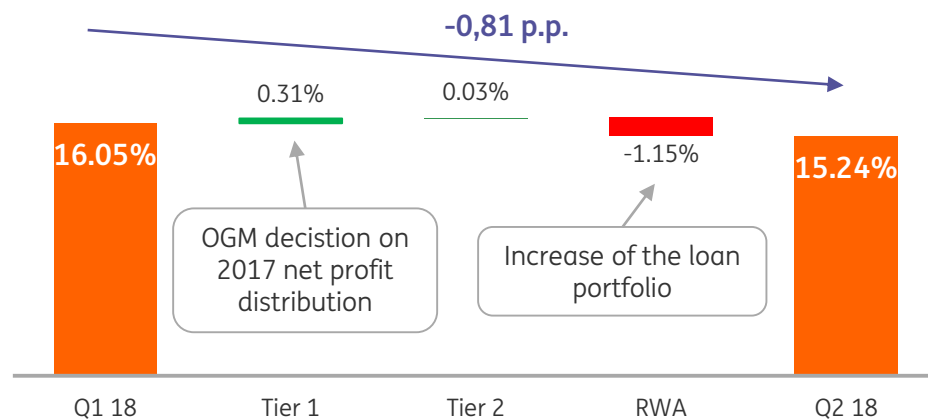 -0,81 p.p.
0.31%
0.03%
16.05%
-1.15%
15.24%
OGM decistion on
2017 net profit
distribution
Increase of the loan
portfolio
Q1 18
Tier 1
Tier 2
RWA
Q2 18